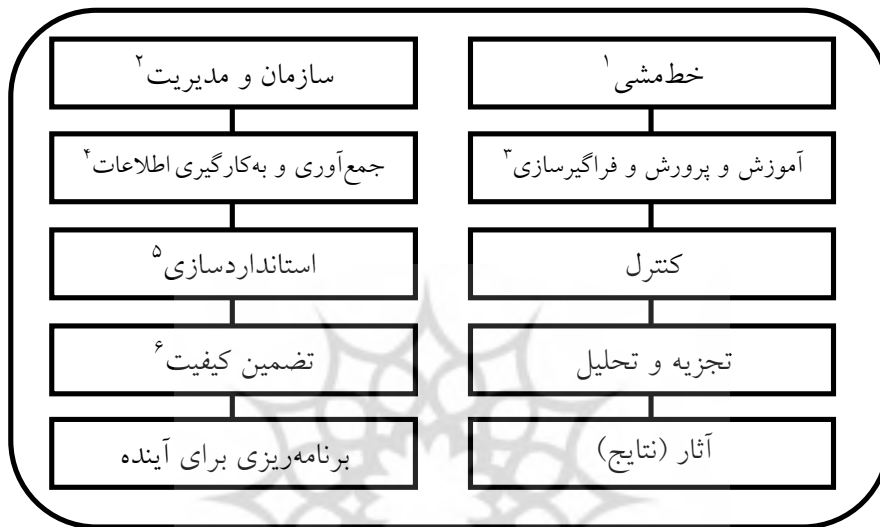 خط‌مشی۱
سازمان و مدیریت۲
آموزش و پرورش و فراگیرسازی۳
جمع‌آوری و به‌کارگیری اطلاعات۴
کنترل
استانداردسازی۵
تجزیه و تحلیل
تضمین کیفیت۶
آثار (نتایج)
برنامه‌ریزی برای آینده